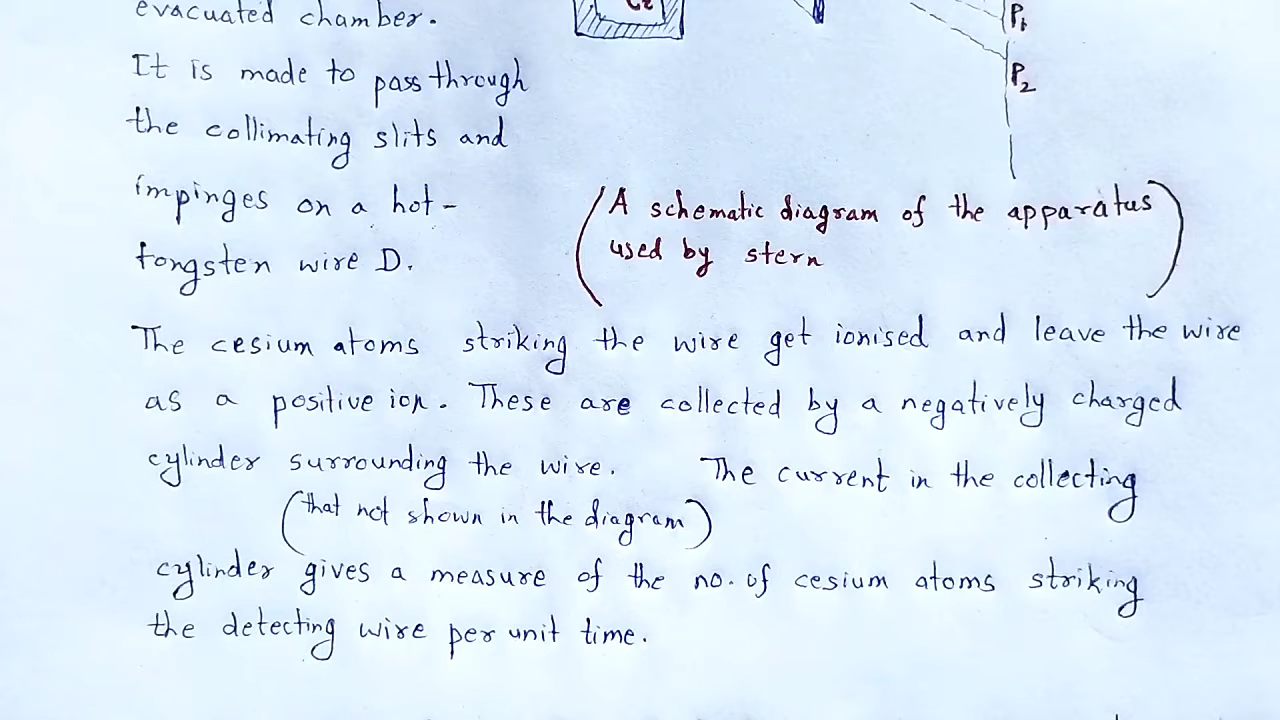 evacuated chamber.
Cz
P1
P2
It is made to pass through
the collimating slits and
impinges on a hot-
tongsten wire D.
(A schematic diagram of the apparatus
used by stern)
The cesium atoms striking the wire get ionised and leave the wire
as a positive ion. These are collected by a negatively charged
cylinder surrounding the wire. The current in the collecting
(that not shown in the diagram)
cylinder gives a measure of the no. of cesium atoms striking
the detecting wire per unit time.